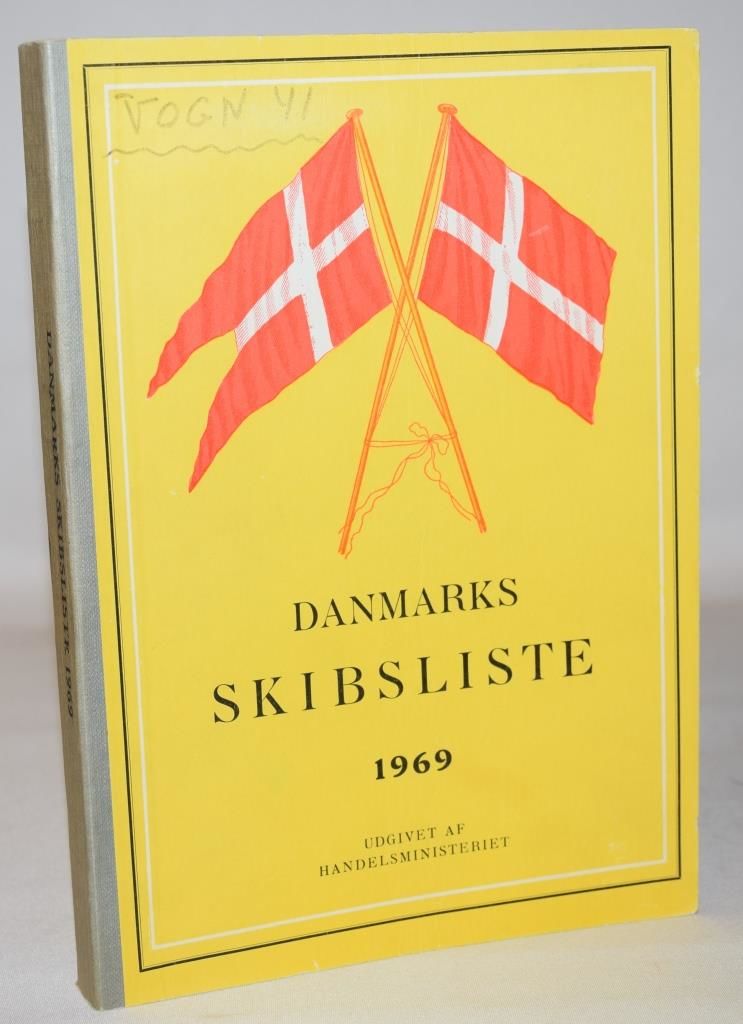 VOGN 41
DANMARKS
SKIBSLISTE
1969
UDGIVET AF
HANDELSMINISTERIET
DANMARKS SKIBSLISTE 1969